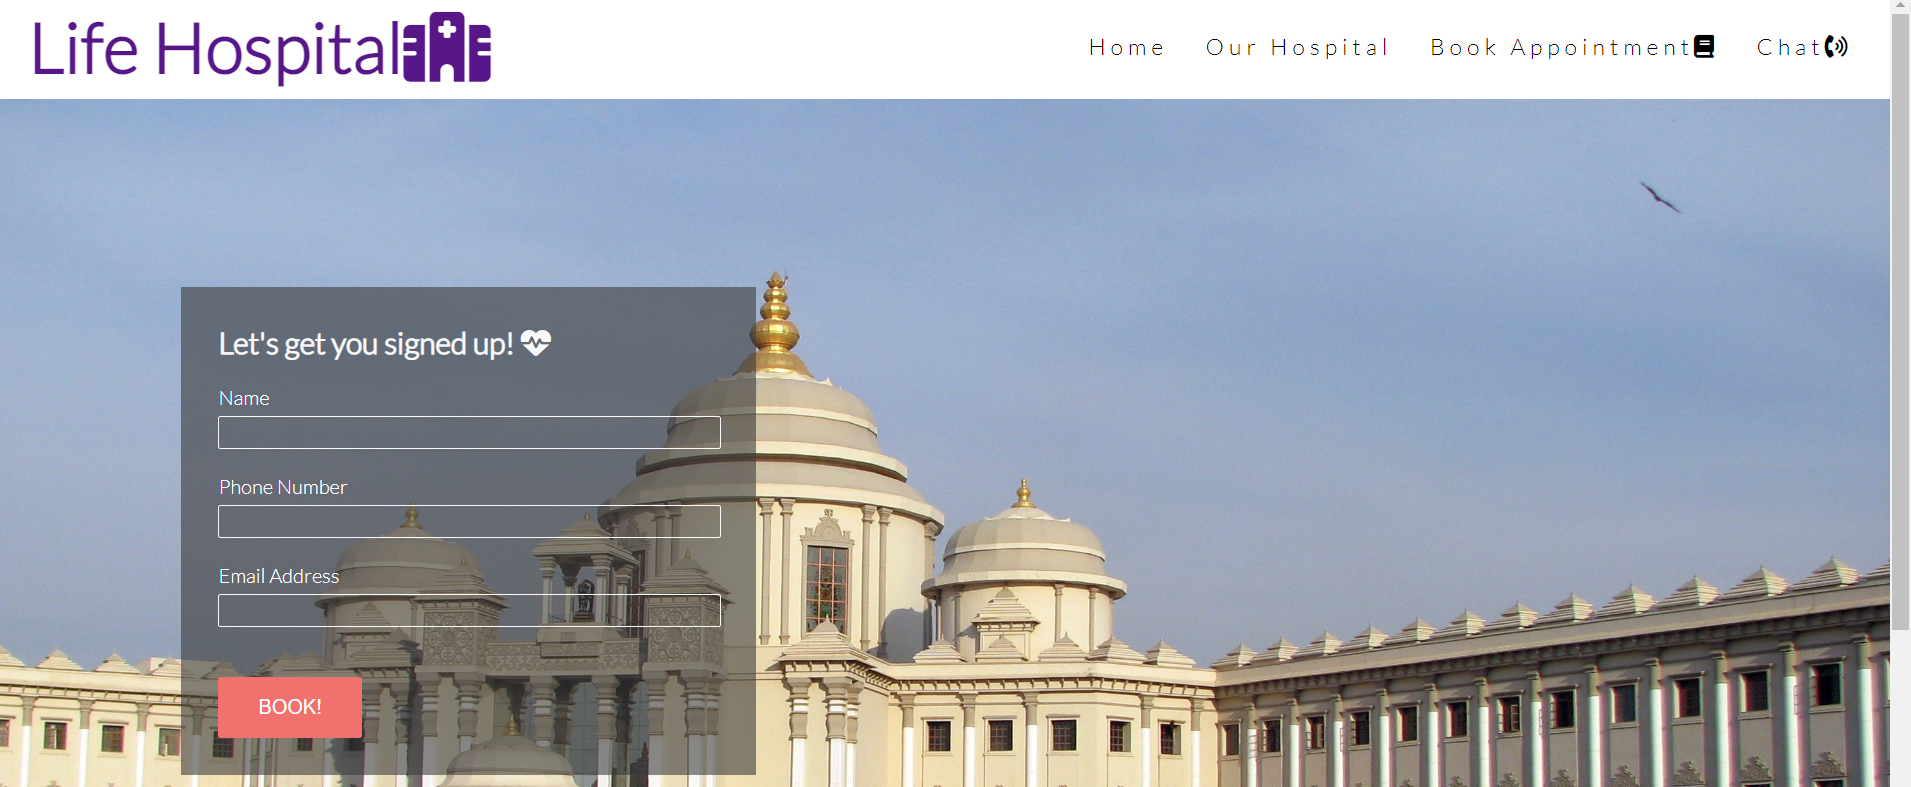 Life Hospital
Home Our Hospital Book Appointment Chat
Let's get you signed up!
Name
Phone Number
Email Address
BOOK!